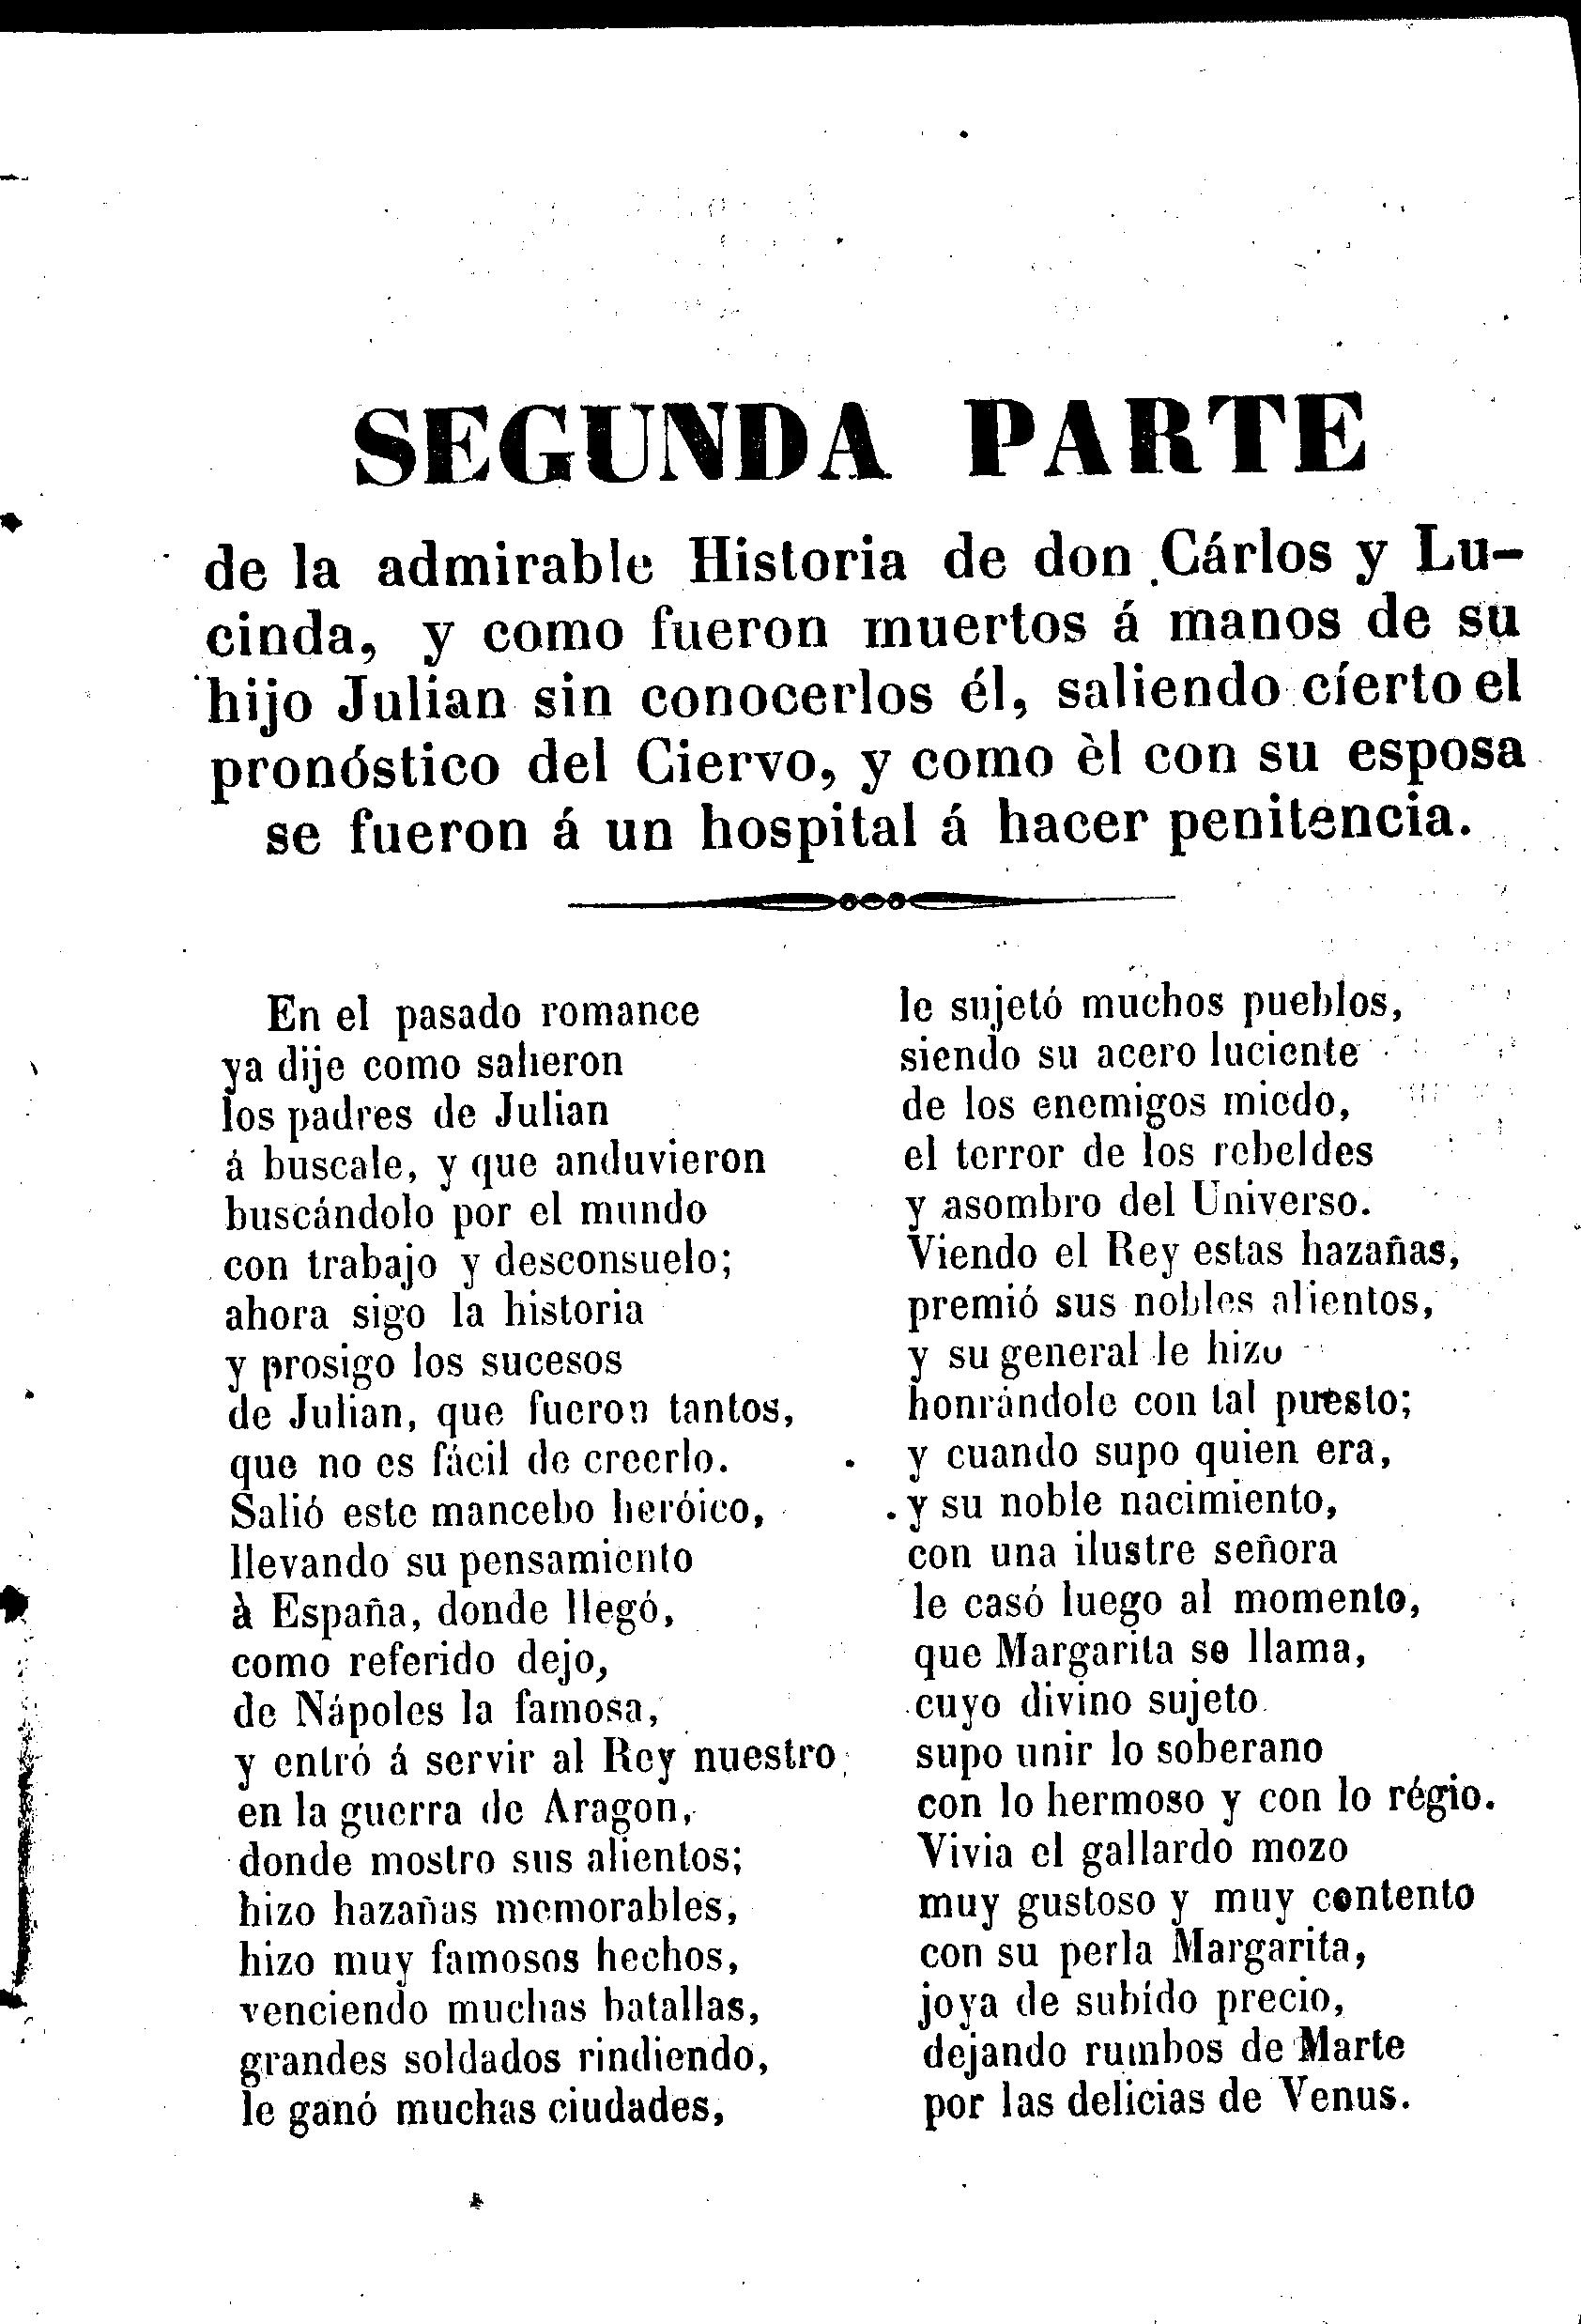 SEGUNDA PARTE
de la admirable Historia de don Cárlos y Lu-
cinda, y como fueron muertos á manos de su
hijo Julian sin conocerlos él, saliendo cíerto el
pronóstico del Ciervo, y como èl con su esposa
se fueron á un hospital á hacer penitencia.
En el pasado romance
ya dije como salieron
los padres de Julian
á buscale, y que anduvieron
buscándolo por el mundo
con trabajo y desconsuelo;
ahora sigo la historia
y prosigo los sucesos
de Julian, que fueron tantos,
que no es fácil de creerlo.
Salió este mancebo heróico,
llevando su pensamiento
à España, donde llegó,
como referido dejo,
de Nápoles la famosa,
y entró á servir al Rey nuestro
en la guerra de Aragon,
donde mostro sus alientos;
hizo hazañas memorables,
hizo muy famosos hechos,
venciendo muchas batallas,
grandes soldados rindiendo,
le ganó muchas ciudades,
le sujetó muchos pueblos,
siendo su acero luciente
de los enemigos miedo,
el terror de los rebeldes
y asombro del Universo.
Viendo el Rey estas hazañas,
premió sus nobles alientos,
y su general le hizo
honrándole con tal puesto;
y cuando supo quien era,
y su noble nacimiento,
con una ilustre señora
le casó luego al momento,
que Margarita se llama,
cuyo divino sujeto
supo unir lo soberano
con lo hermoso y con lo régio.
Vivia el gallardo mozo
muy gustoso y muy contento
con su perla Margarita,
joya de subído precio,
dejando rumbos de Marte
por las delicias de Venus.